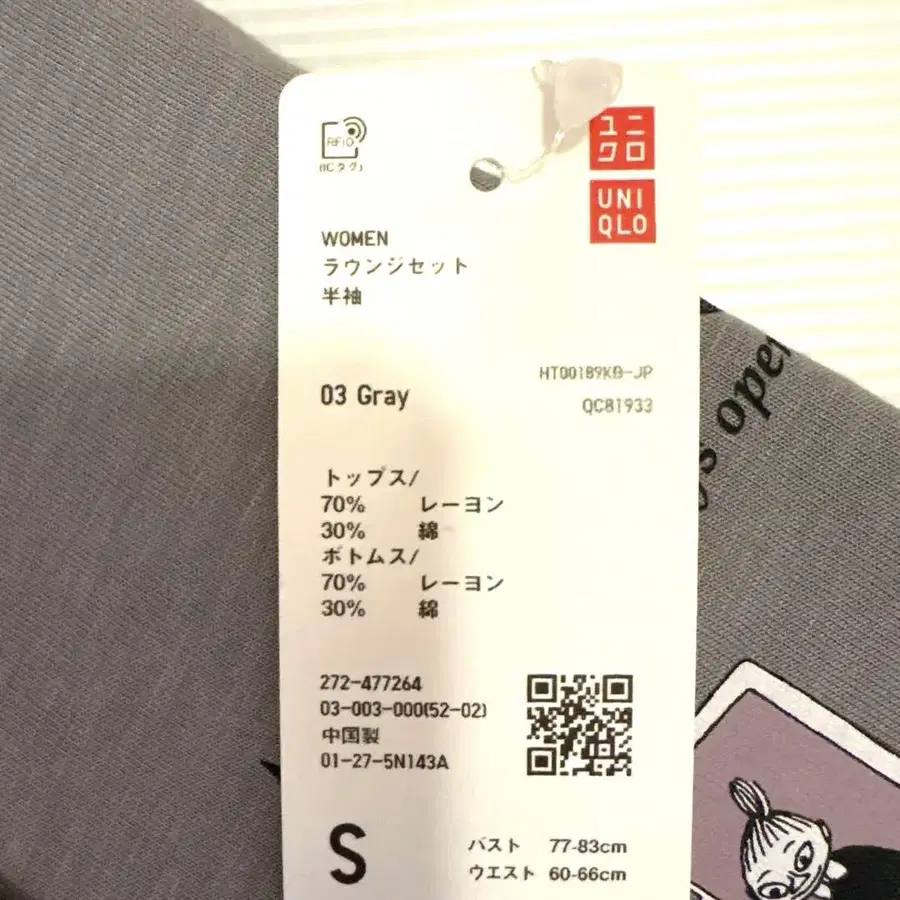 RFID
(ICタグ)
ユニ
クロ
UNI
QLO
WOMEN
ラウンジセット
半袖
HT00189KB-JP
03 Gray
QC81933
トップス/
70% レーヨン
30% 綿
ボトムス/
70% レーヨン
30% 綿
272-477264
03-003-000(52-02)
中国製
01-27-5N143A
S
バスト 77-83cm
ウエスト 60-66cm